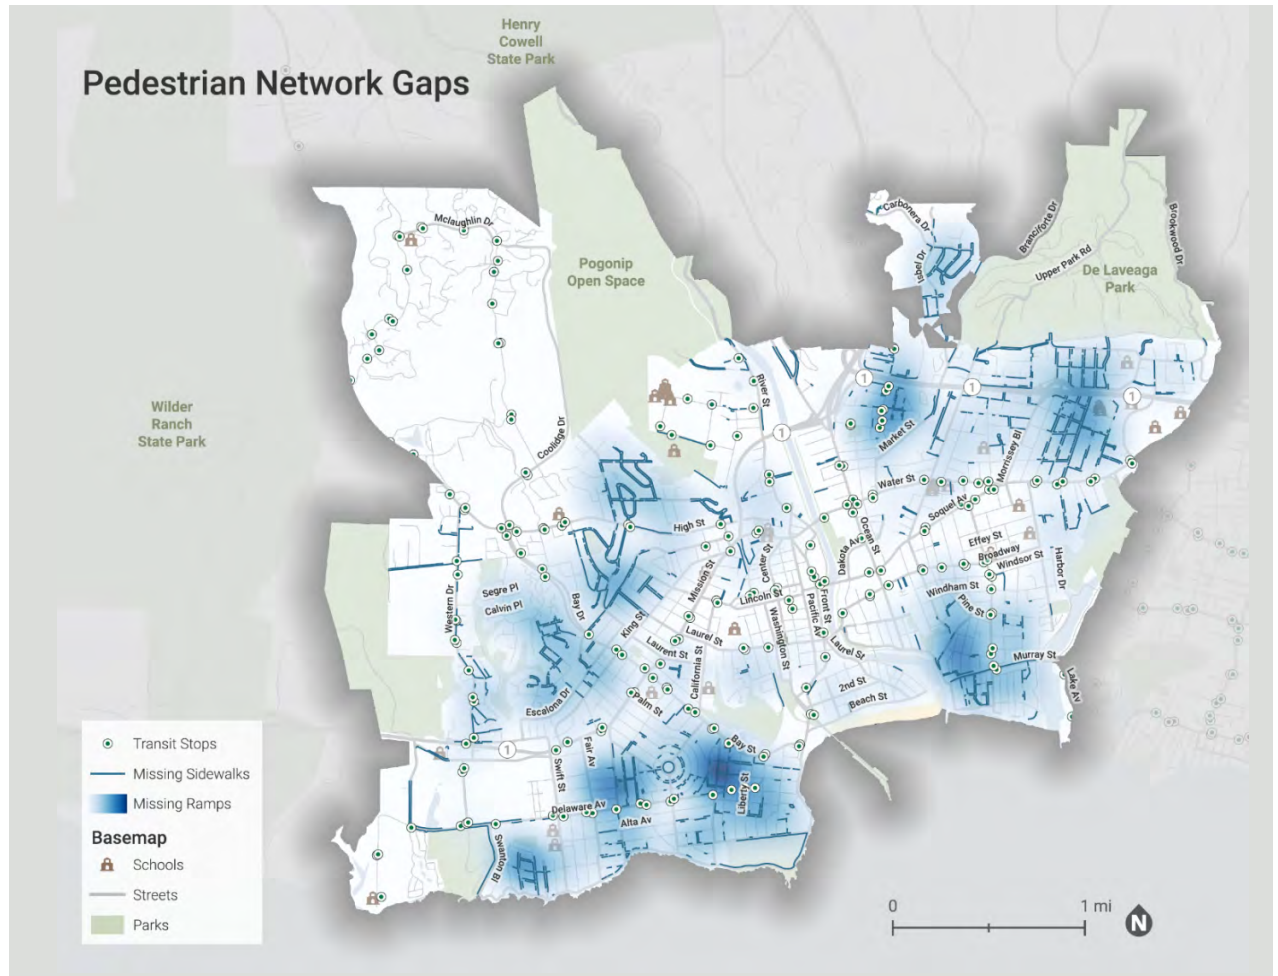 Henry
Cowell
State Park
Pedestrian Network Gaps
Mclaughlin Dr
Pogonip
Open Space
Carbonera Dr
Isbel Dr
Branciforte Dr
Brookwood Dr
Upper Park Rd
De Laveaga
Park
Wilder
Ranch
State Park
River St
1
1
1
1
Coolidge Dr
Market St
Morrissey Bl
Water St
Soquel Av
High St
Ocean St
Dakota Av
Effey St
Broadway
Windsor St
Harbor Dr
Center St
Mission St
Segre Pl
Calvin Pl
Western Dr
Bay Dr
King St
Lincoln St
Front St
Pacific Av
Windham St
Pine St
Laurel St
Laurent St
Washington St
Laurel St
California St
Murray St
Lake Av
2nd St
Beach St
Escalona Dr
Palm St
Bay St
1
Fair Av
Swift St
Liberty St
Delaware Av
Alta Av
Swanton Bl
Transit Stops
Missing Sidewalks
Missing Ramps
Basemap
Schools
Streets
Parks
0
1 mi
N